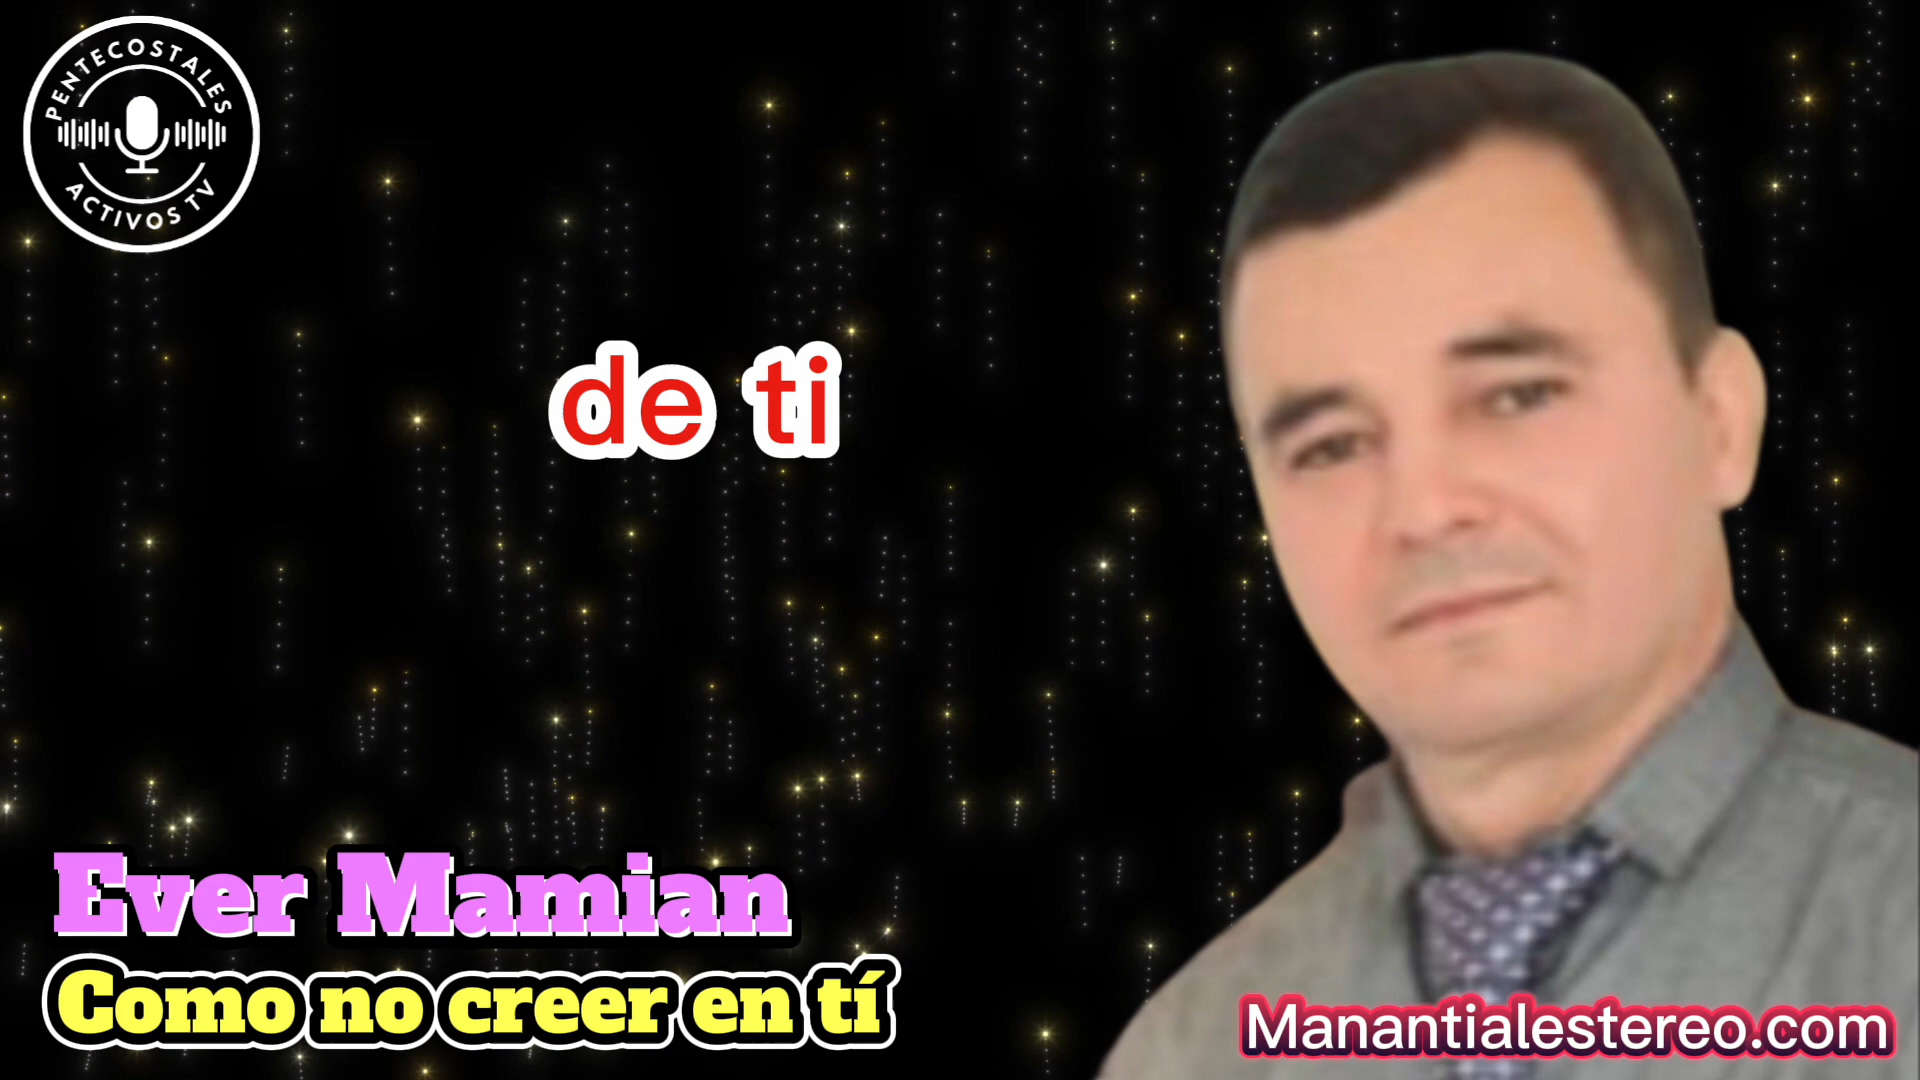 PENTECOSTALES
ACTIVOS TV
de ti
Ever Mamian
Como no creer en tí
Manantialestereo.com